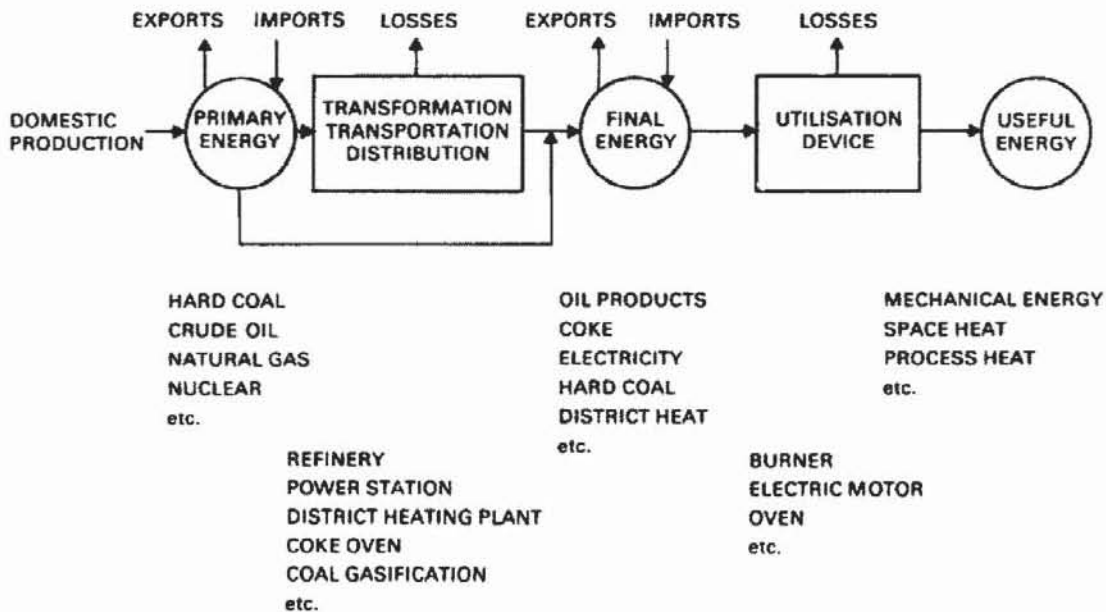 EXPORTS IMPORTS LOSSES EXPORTS IMPORTS LOSSES
DOMESTIC
PRODUCTION
PRIMARY
ENERGY
TRANSFORMATION
TRANSPORTATION
DISTRIBUTION
FINAL
ENERGY
UTILISATION
DEVICE
USEFUL
ENERGY
HARD COAL
CRUDE OIL
NATURAL GAS
NUCLEAR
etc.
OIL PRODUCTS
COKE
ELECTRICITY
HARD COAL
DISTRICT HEAT
etc.
MECHANICAL ENERGY
SPACE HEAT
PROCESS HEAT
etc.
REFINERY
POWER STATION
DISTRICT HEATING PLANT
COKE OVEN
COAL GASIFICATION
etc.
BURNER
ELECTRIC MOTOR
OVEN
etc.